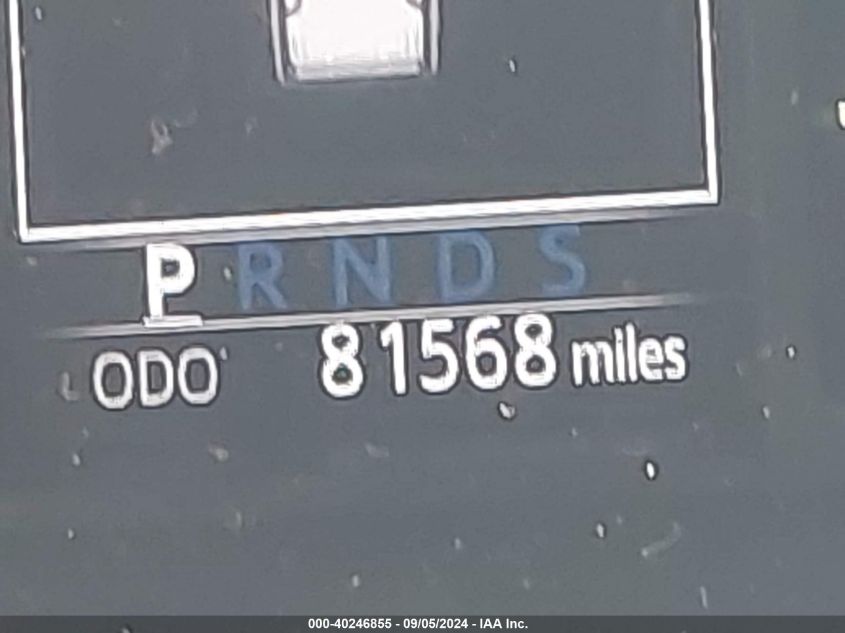 P R N D S
ODO 81568 miles
000-40246855 - 09/05/2024 - IAA Inc.